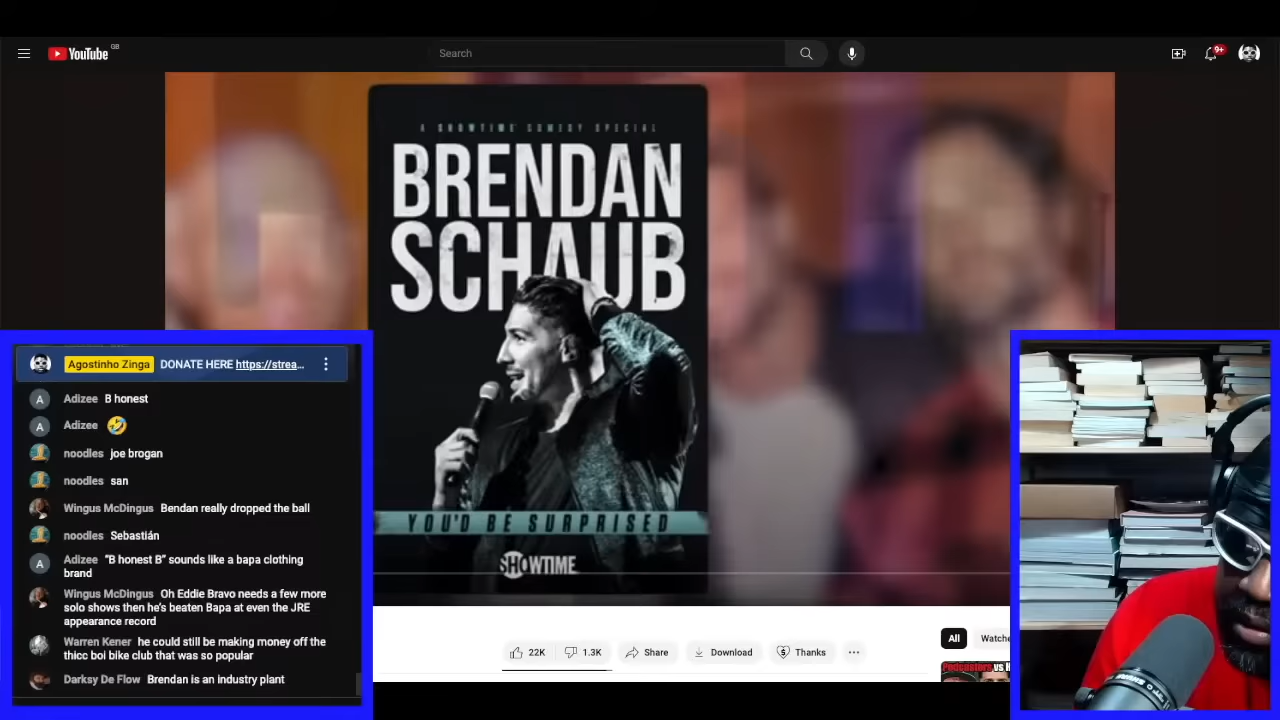 YouTube GB
Search
9+
A SHOWTIME COMEDY SPECIAL
BRENDAN
SCHAUB
YOU'D BE SURPRISED
SHOWTIME
Agostinho Zinga DONATE HERE https://strea...
A Adizee B honest
A Adizee 🤣
noodles joe brogan
noodles san
Wingus McDingus Bendan really dropped the ball
noodles Sebastián
A Adizee “B honest B” sounds like a bapa clothing
brand
Wingus McDingus Oh Eddie Bravo needs a few more
solo shows then he’s beaten Bapa at even the JRE
appearance record
Warren Kener he could still be making money off the
thicc boi bike club that was so popular
Darksy De Flow Brendan is an industry plant
22K 1.3K Share Download Thanks
All Watche
Podcasters vs H